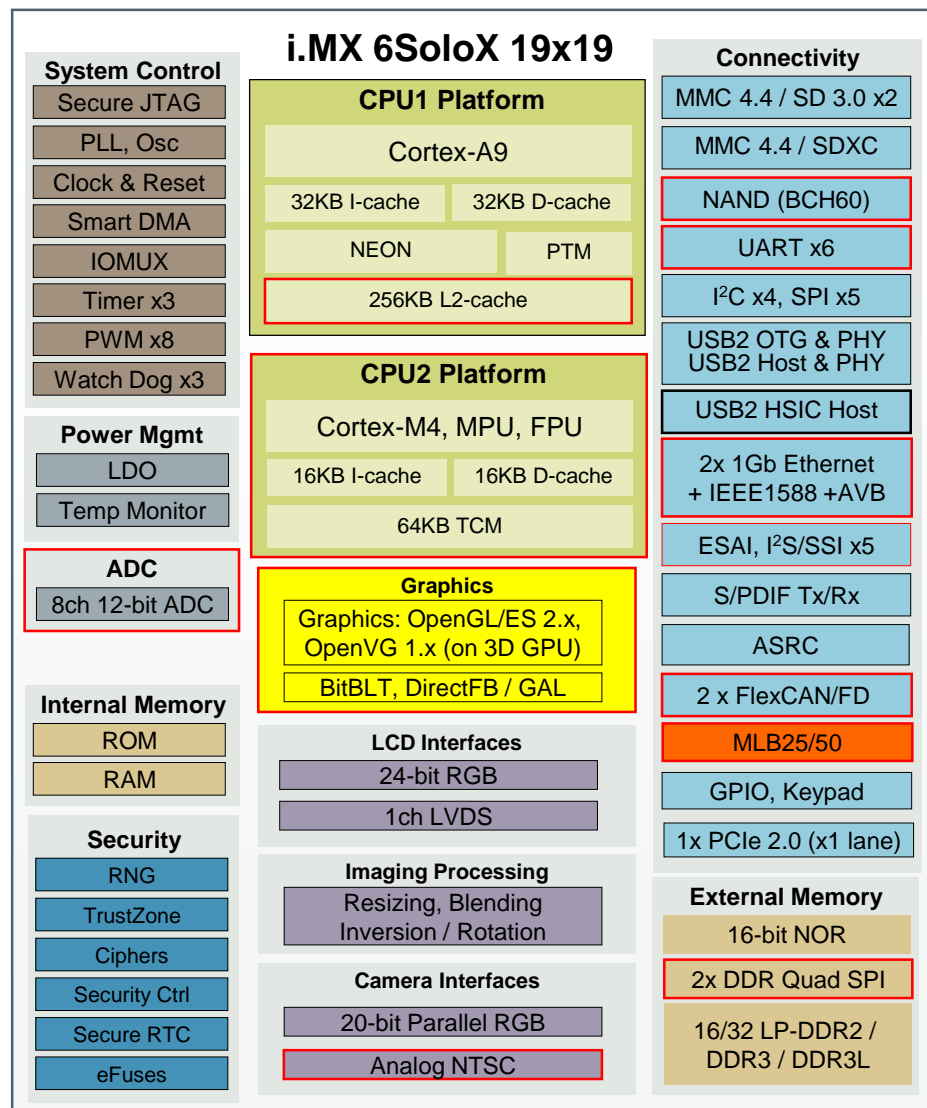 i.MX 6SoloX 19x19
System Control
Secure JTAG
PLL, Osc
Clock & Reset
Smart DMA
IOMUX
Timer x3
PWM x8
Watch Dog x3
Power Mgmt
LDO
Temp Monitor
ADC
8ch 12-bit ADC
Internal Memory
ROM
RAM
Security
RNG
TrustZone
Ciphers
Security Ctrl
Secure RTC
eFuses
CPU1 Platform
Cortex-A9
32KB I-cache
32KB D-cache
NEON
PTM
256KB L2-cache
CPU2 Platform
Cortex-M4, MPU, FPU
16KB I-cache
16KB D-cache
64KB TCM
Graphics
Graphics: OpenGL/ES 2.x,
OpenVG 1.x (on 3D GPU)
BitBLT, DirectFB / GAL
LCD Interfaces
24-bit RGB
1ch LVDS
Imaging Processing
Resizing, Blending
Inversion / Rotation
Camera Interfaces
20-bit Parallel RGB
Analog NTSC
Connectivity
MMC 4.4 / SD 3.0 x2
MMC 4.4 / SDXC
NAND (BCH60)
UART x6
I²C x4, SPI x5
USB2 OTG & PHY
USB2 Host & PHY
USB2 HSIC Host
2x 1Gb Ethernet
+ IEEE1588 +AVB
ESAI, I²S/SSI x5
S/PDIF Tx/Rx
ASRC
2 x FlexCAN/FD
MLB25/50
GPIO, Keypad
1x PCIe 2.0 (x1 lane)
External Memory
16-bit NOR
2x DDR Quad SPI
16/32 LP-DDR2 /
DDR3 / DDR3L